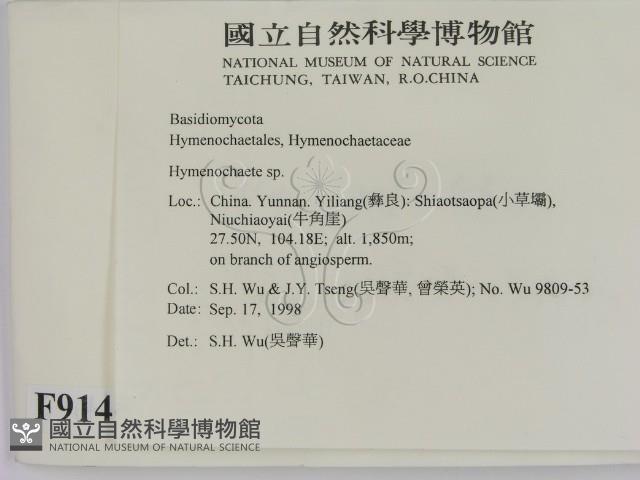 國立自然科學博物館
NATIONAL MUSEUM OF NATURAL SCIENCE
TAICHUNG, TAIWAN, R.O.CHINA
Basidiomycota
Hymenochaetales, Hymenochaetaceae
Hymenochaete sp.
Loc.: China. Yunnan. Yiliang(彝良): Shiaotsaopa(小草壩),
Niuchiaoyai(牛角崖)
27.50N, 104.18E; alt. 1,850m;
on branch of angiosperm.
Col.: S.H. Wu & J.Y. Tseng(吳聲華, 曾榮英); No. Wu 9809-53
Date: Sep. 17, 1998
Det.: S.H. Wu(吳聲華)
F914
國立自然科學博物館
NATIONAL MUSEUM OF NATURAL SCIENCE